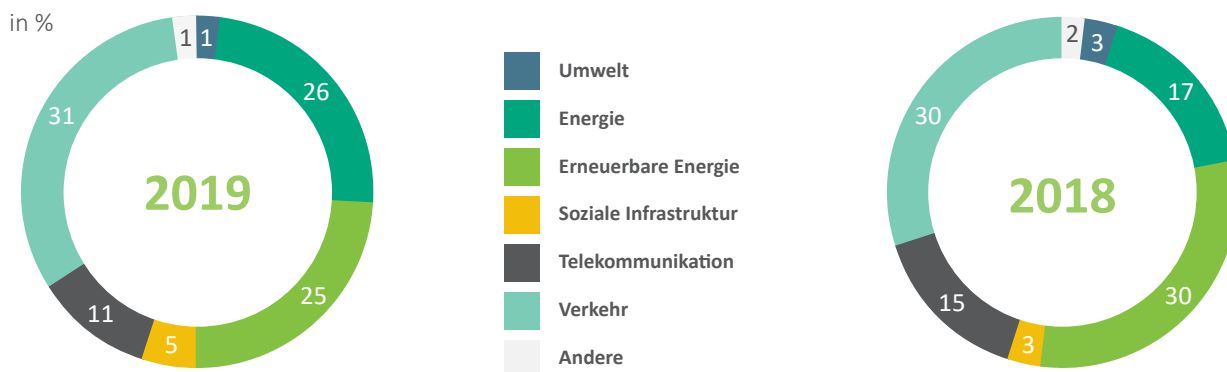 in %
1
1
26
25
5
11
31
2019
Umwelt
Energie
Erneuerbare Energie
Soziale Infrastruktur
Telekommunikation
Verkehr
Andere
2
3
17
30
3
15
30
2018